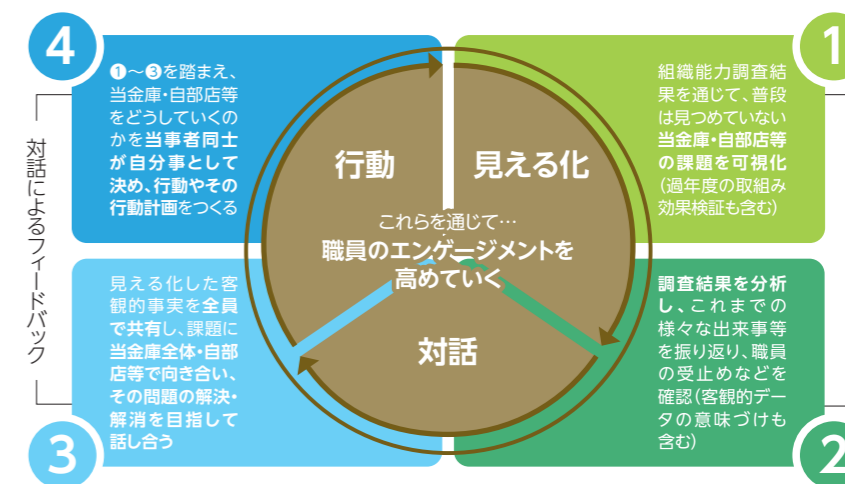 4
❶～❸を踏まえ、
当金庫・自部店等
をどうしていくの
かを当事者同士
が自分事として
決め、行動やその
行動計画をつくる
1
組織能力調査結
果を通じて、普段
は見つめていない
当金庫・自部店等
の課題を可視化
（過年度の取組み
効果検証も含む）
対話によるフィードバック
行動
見える化
これらを通じて…
職員のエンゲージメントを
高めていく
対話
3
見える化した客
観的事実を全員
で共有し、課題に
当金庫全体・自部
店等で向き合い、
その問題の解決・
解消を目指して
話し合う
2
調査結果を分析
し、これまでの
様々な出来事等
を振り返り、職員
の受止めなどを
確認（客観的デー
タの意味づけも
含む）